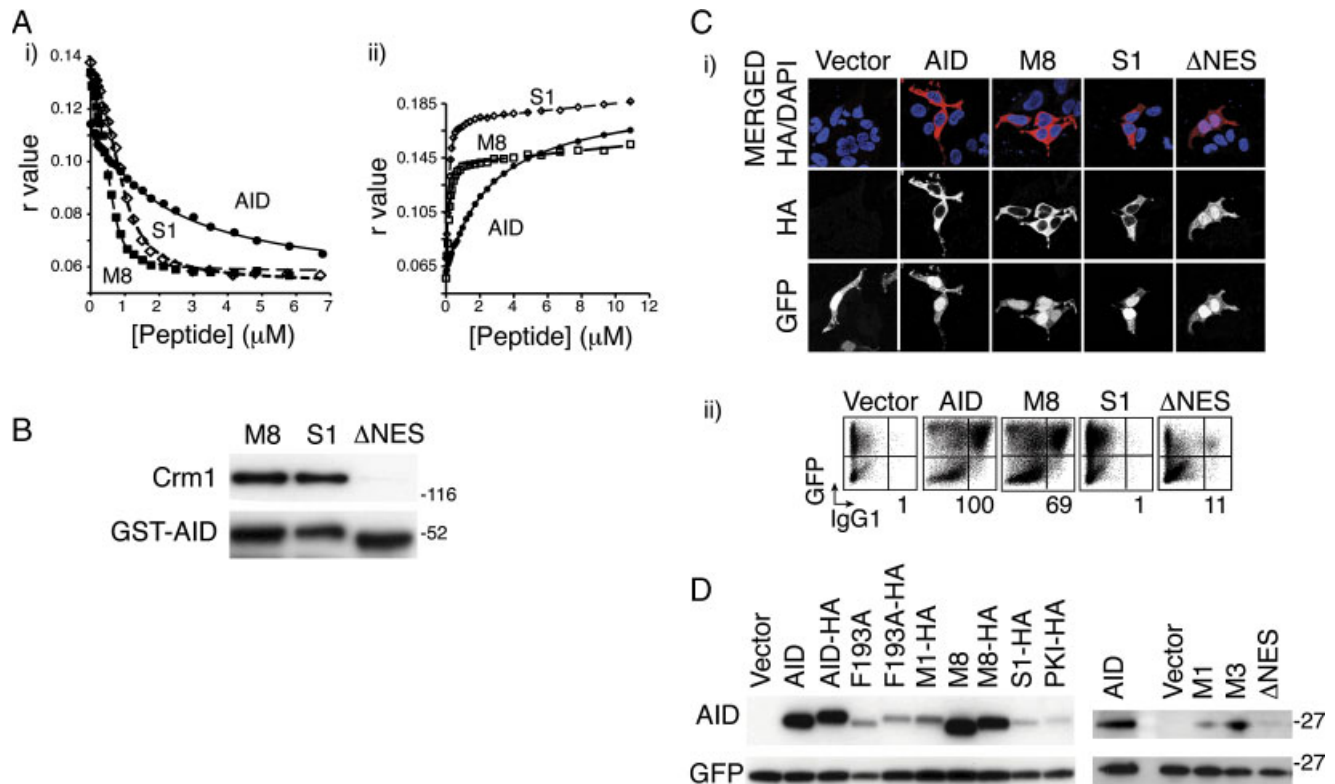 A
i)
0.14
0.12
0.10
0.08
0.06
r value
AID
S1
M8
0 1 2 3 4 5 6 7
[Peptide] (μM)
ii)
0.185
0.145
0.185
0.105
0.065
r value
S1
M8
AID
0 2 4 6 8 10 12
[Peptide] (μM)
B
M8 S1 ΔNES
Crm1
-116
GST-AID
-52
C
i)
Vector AID M8 S1 ΔNES
MERGED
HA/DAPI
HA
GFP
ii)
Vector AID M8 S1 ΔNES
GFP
IgG1
1 100 69 1 11
D
Vector AID AID-HA F193A F193A-HA M1-HA M8 M8-HA S1-HA PKI-HA
AID Vector M1 M3 ΔNES
AID
-27
GFP
-27